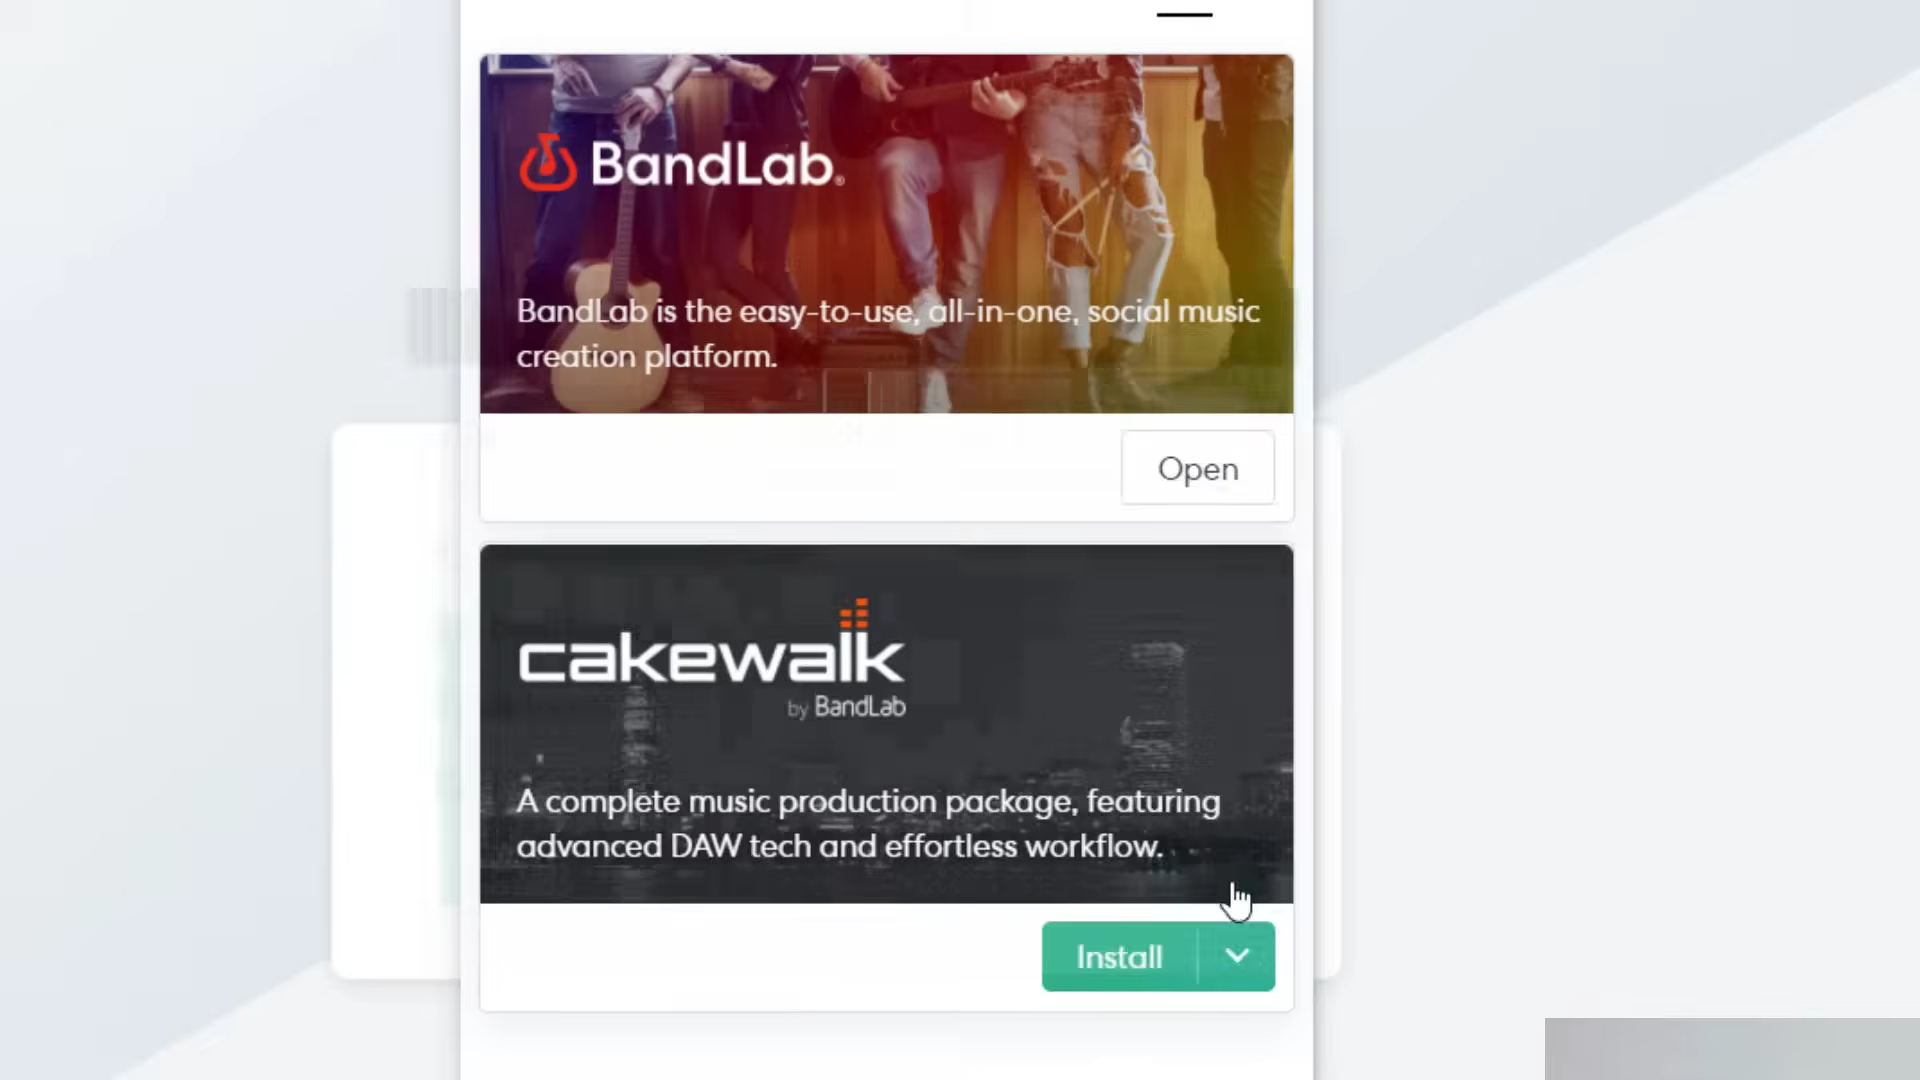 BandLab®
BandLab is the easy-to-use, all-in-one, social music
creation platform.
Open
cakewalk
by BandLab
A complete music production package, featuring
advanced DAW tech and effortless workflow.
Install